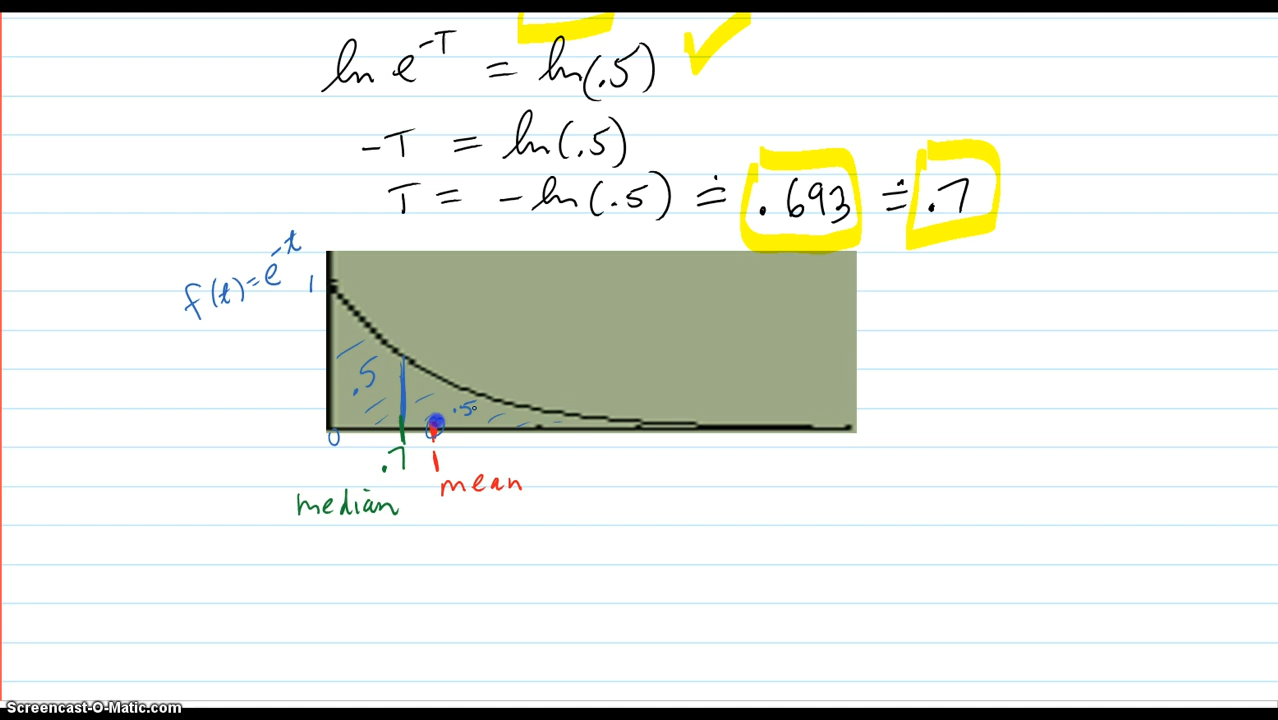 ln e^-T = ln(.5) ✓
-T = ln(.5)
T = -ln(.5) ≐ .693 ≐ .7
f(t)=e^-t
1
.5
.5
0
.7
1
mean
median
Screencast-O-Matic.com